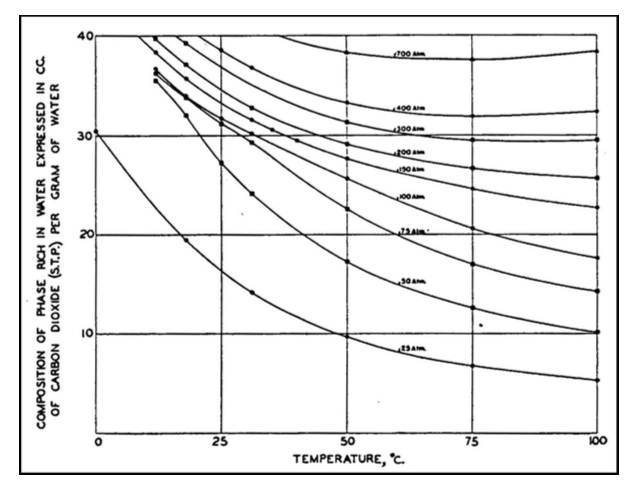 COMPOSITION OF PHASE RICH IN WATER EXPRESSED IN CC.
OF CARBON DIOXIDE (S.T.P.) PER GRAM OF WATER
40
30
20
10
0
25
50
75
100
700 Atm.
400 Atm.
300 Atm.
200 Atm.
150 Atm.
100 Atm.
75 Atm.
50 Atm.
25 Atm.
TEMPERATURE, °C.